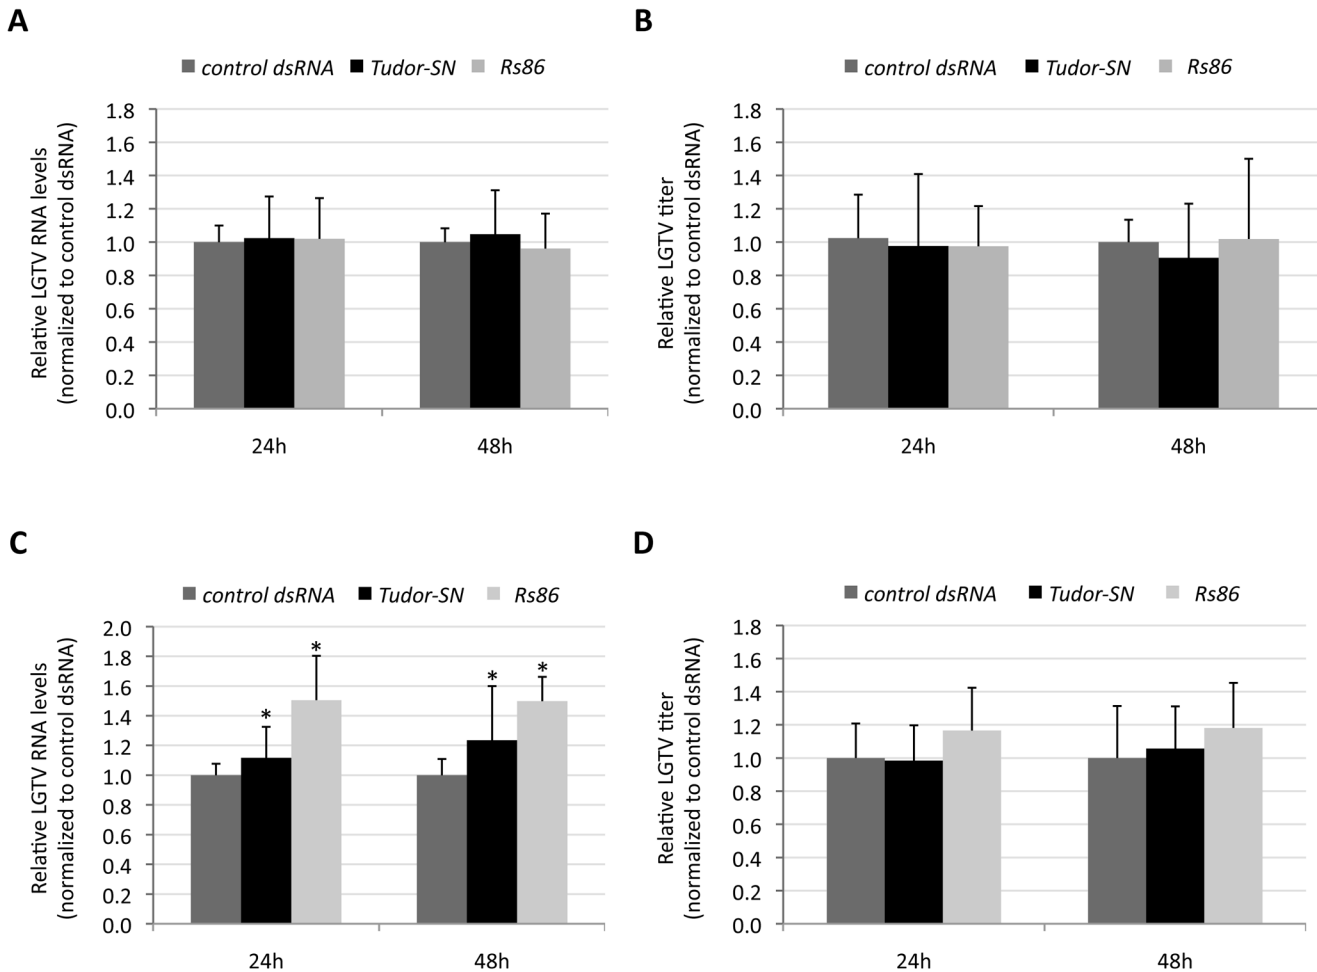 A
control dsRNA Tudor-SN Rs86
Relative LGTV RNA levels
(normalized to control dsRNA)
1.8
1.6
1.4
1.2
1.0
0.8
0.6
0.4
0.2
0.0
24h 48h
B
control dsRNA Tudor-SN Rs86
Relative LGTV titer
(normalized to control dsRNA)
1.8
1.6
1.4
1.2
1.0
0.8
0.6
0.4
0.2
0.0
24h 48h
C
control dsRNA Tudor-SN Rs86
Relative LGTV RNA levels
(normalized to control dsRNA)
2.0
1.8
1.6
1.4
1.2
1.0
0.8
0.6
0.4
0.2
0.0
* * * *
24h 48h
D
control dsRNA Tudor-SN Rs86
Relative LGTV titer
(normalized to control dsRNA)
1.8
1.6
1.4
1.2
1.0
0.8
0.6
0.4
0.2
0.0
24h 48h